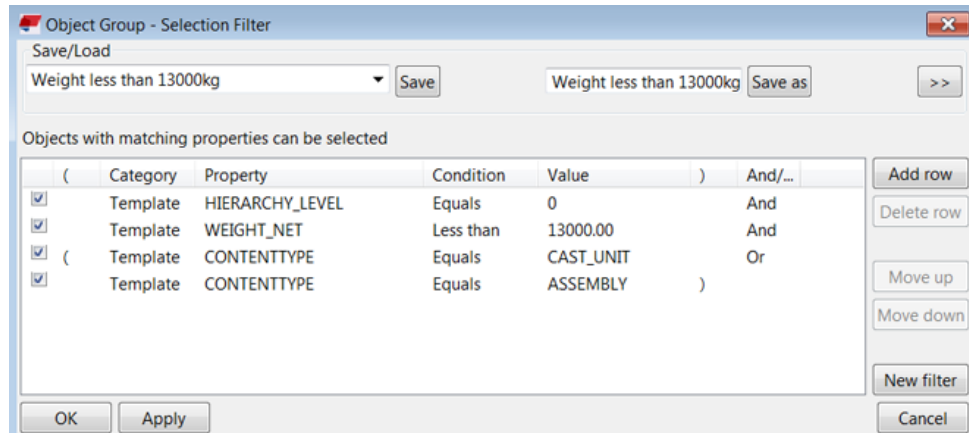 Object Group - Selection Filter
Save/Load
Weight less than 13000kg Save Weight less than 13000kg Save as >>
Objects with matching properties can be selected
( Category Property Condition Value ) And/...
Template HIERARCHY_LEVEL Equals 0 And
Template WEIGHT_NET Less than 13000.00 And
( Template CONTENTTYPE Equals CAST_UNIT Or
Template CONTENTTYPE Equals ASSEMBLY )
Add row
Delete row
Move up
Move down
New filter
OK Apply Cancel